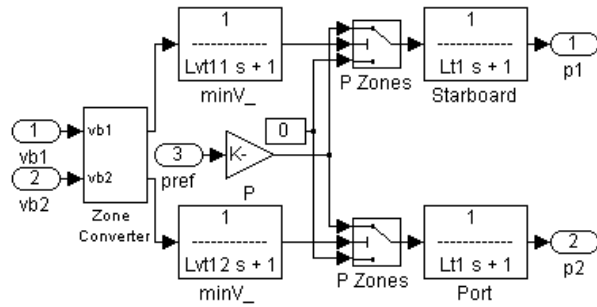 1
Lvt11 s + 1
minV_
P Zones
1
Lt1 s + 1
Starboard
1
p1
1
vb1
2
vb2
vb1
vb2
Zone
Converter
3
pref
K-
P
0
1
Lvt12 s + 1
minV_
P Zones
1
Lt1 s + 1
Port
2
p2